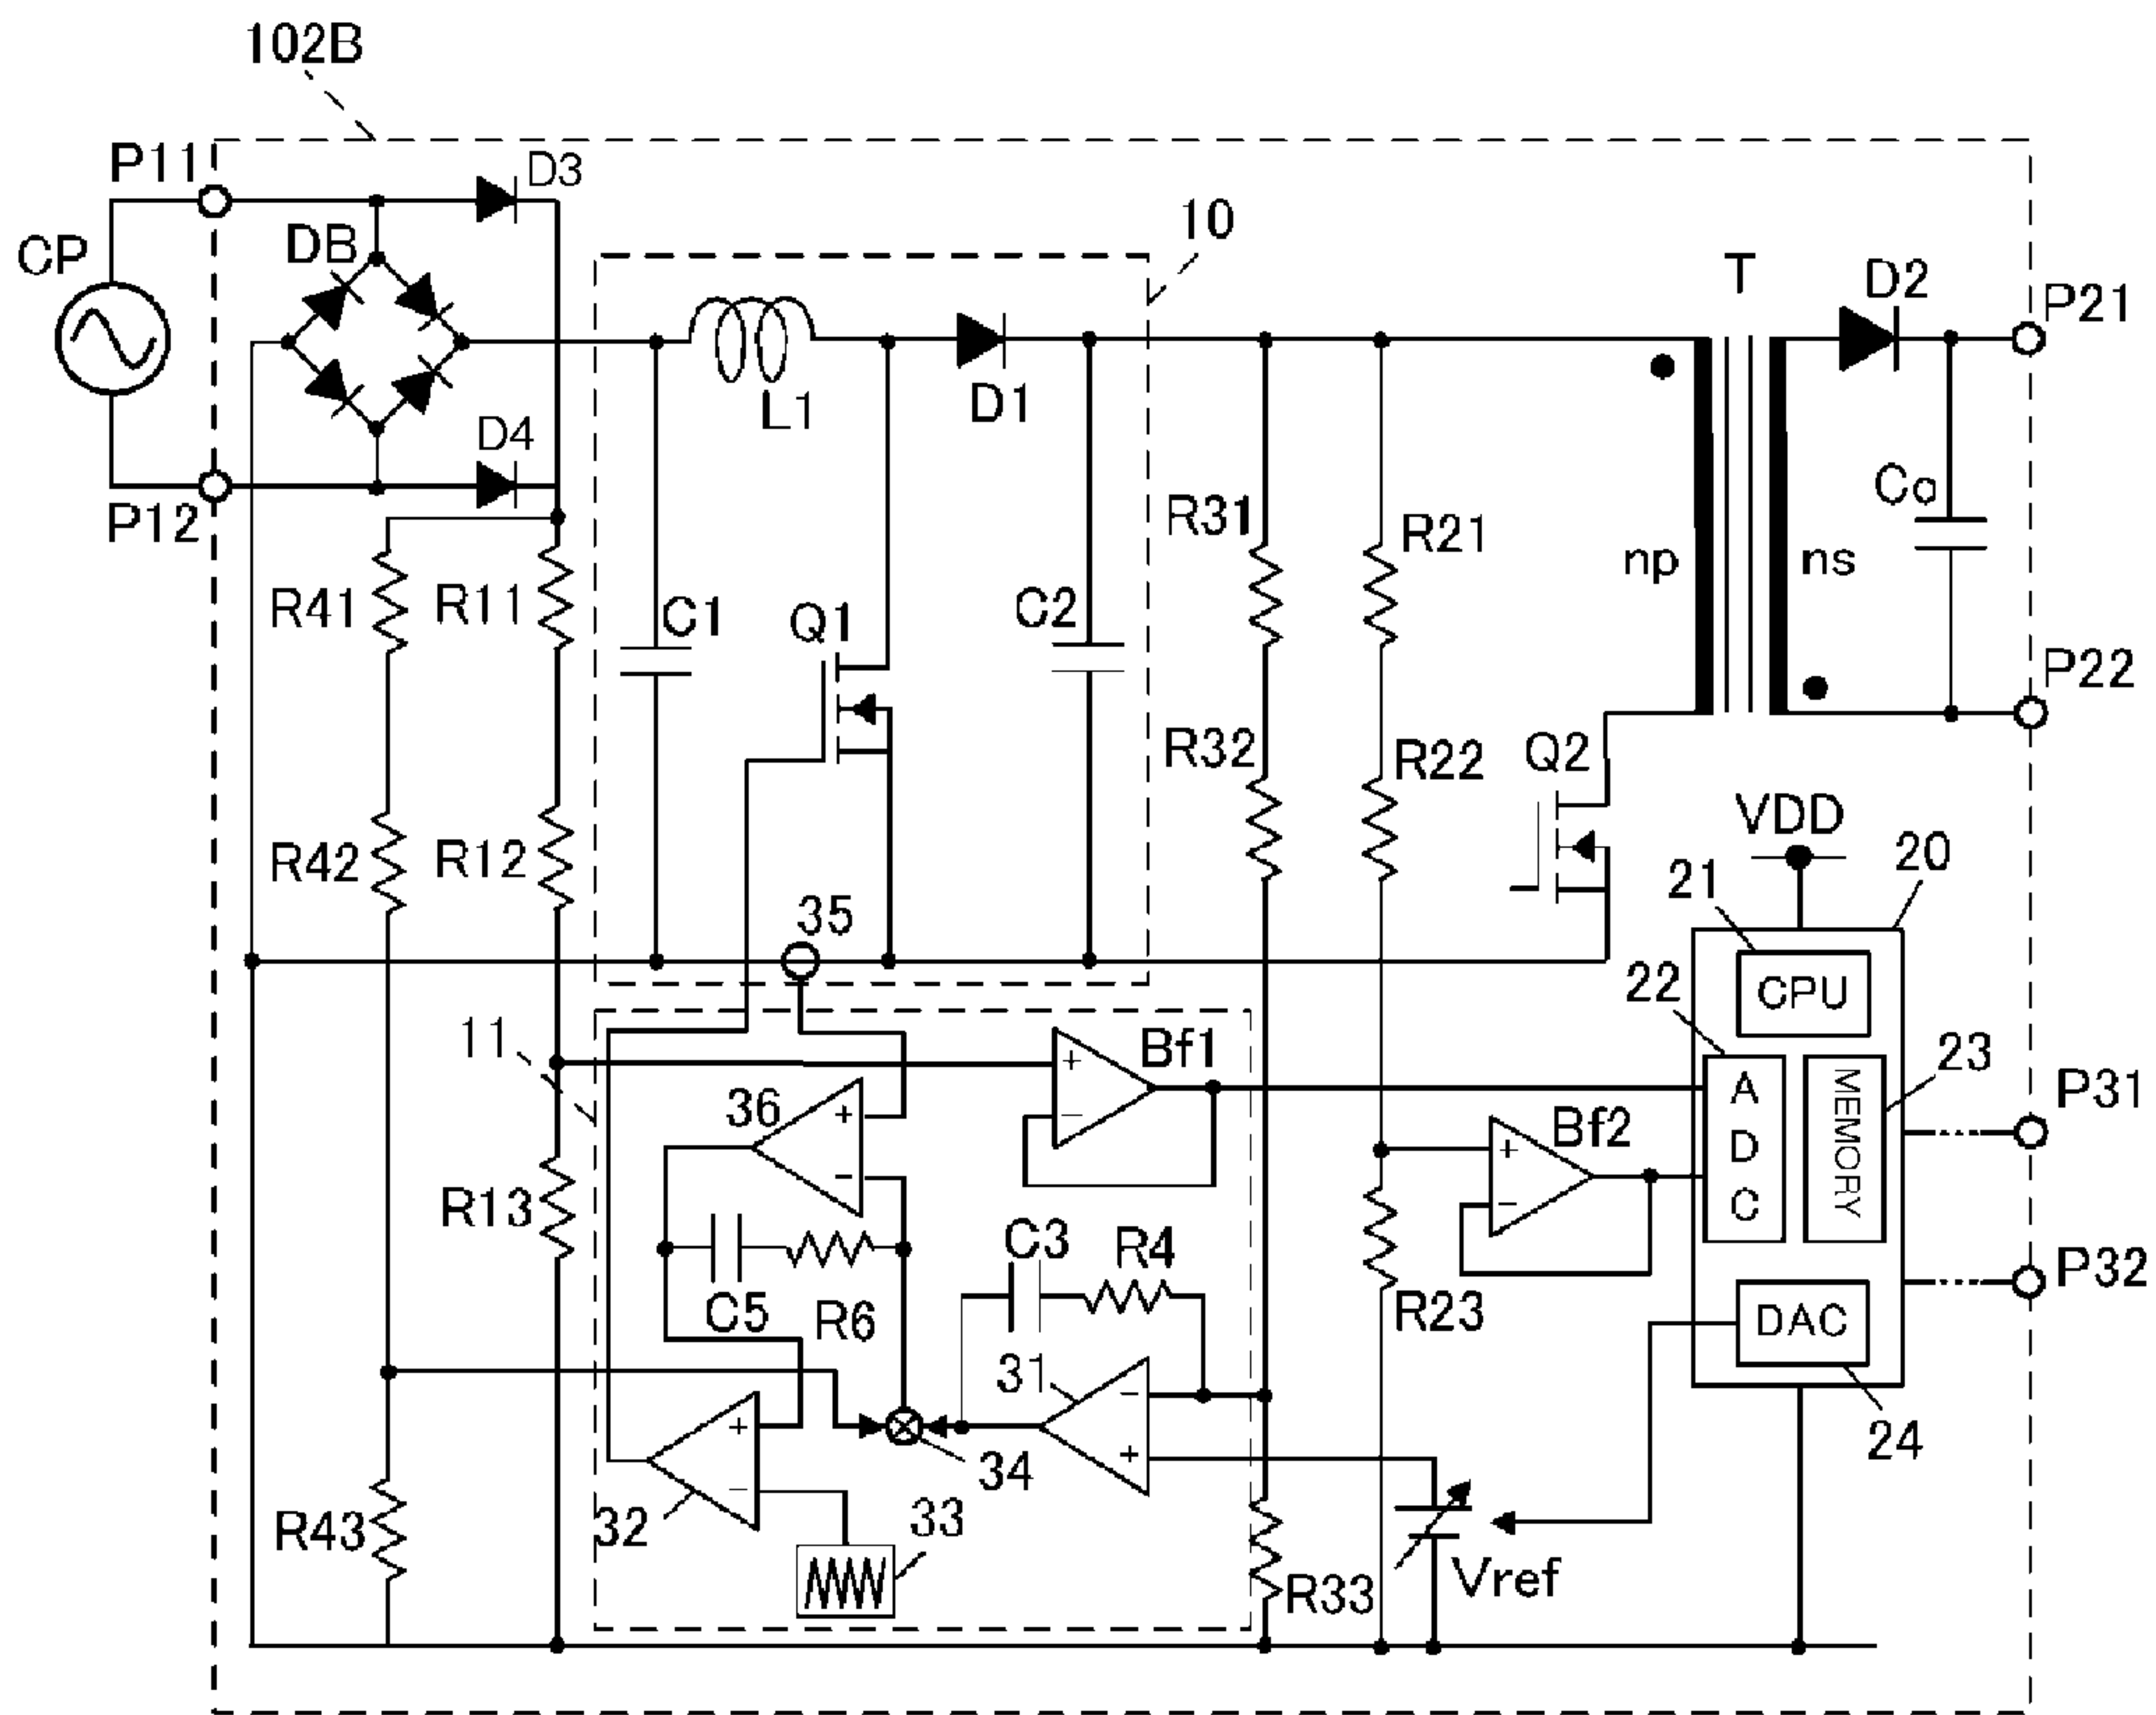 102B
P11
D3
10
CP
DB
T
D2
P21
L1
D1
D4
P12
R31
R21
Co
np
ns
R41
R11
C1
Q1
C2
P22
R32
R22
Q2
VDD
20
R42
R12
35
21
22
CPU
11
Bf1
23
P31
36
+
−
+
−
A
D
C
MEMORY
Bf2
+
−
R13
C3
R4
P32
C5
R6
R23
DAC
31
−
+
24
34
+
−
32
33
R43
R33
Vref